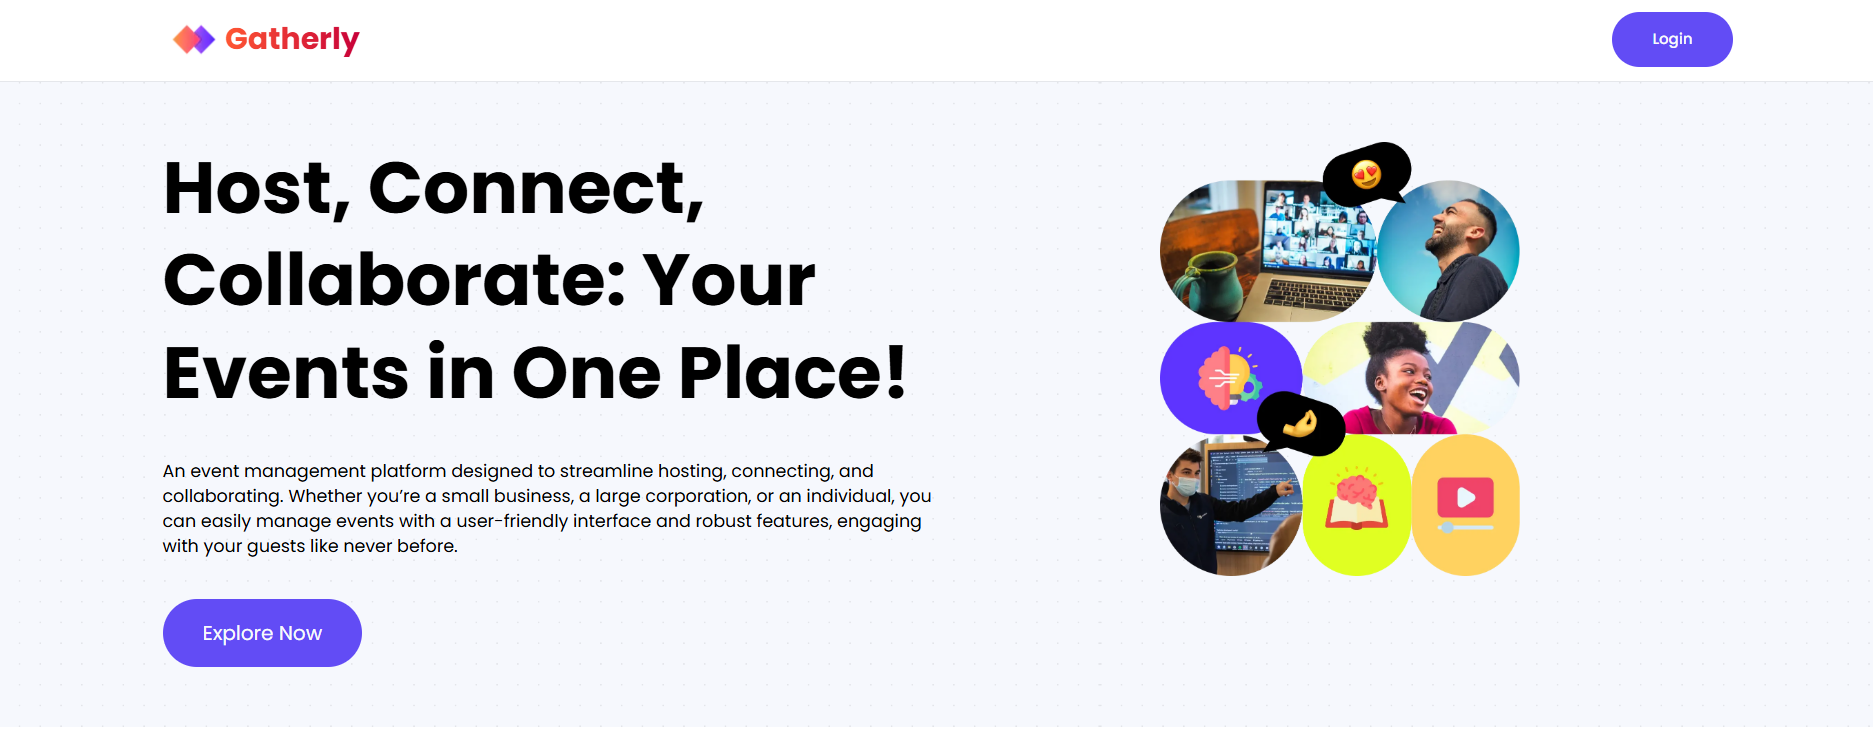 Gatherly
Login
Host, Connect,
Collaborate: Your
Events in One Place!
An event management platform designed to streamline hosting, connecting, and
collaborating. Whether you’re a small business, a large corporation, or an individual, you
can easily manage events with a user-friendly interface and robust features, engaging
with your guests like never before.
Explore Now